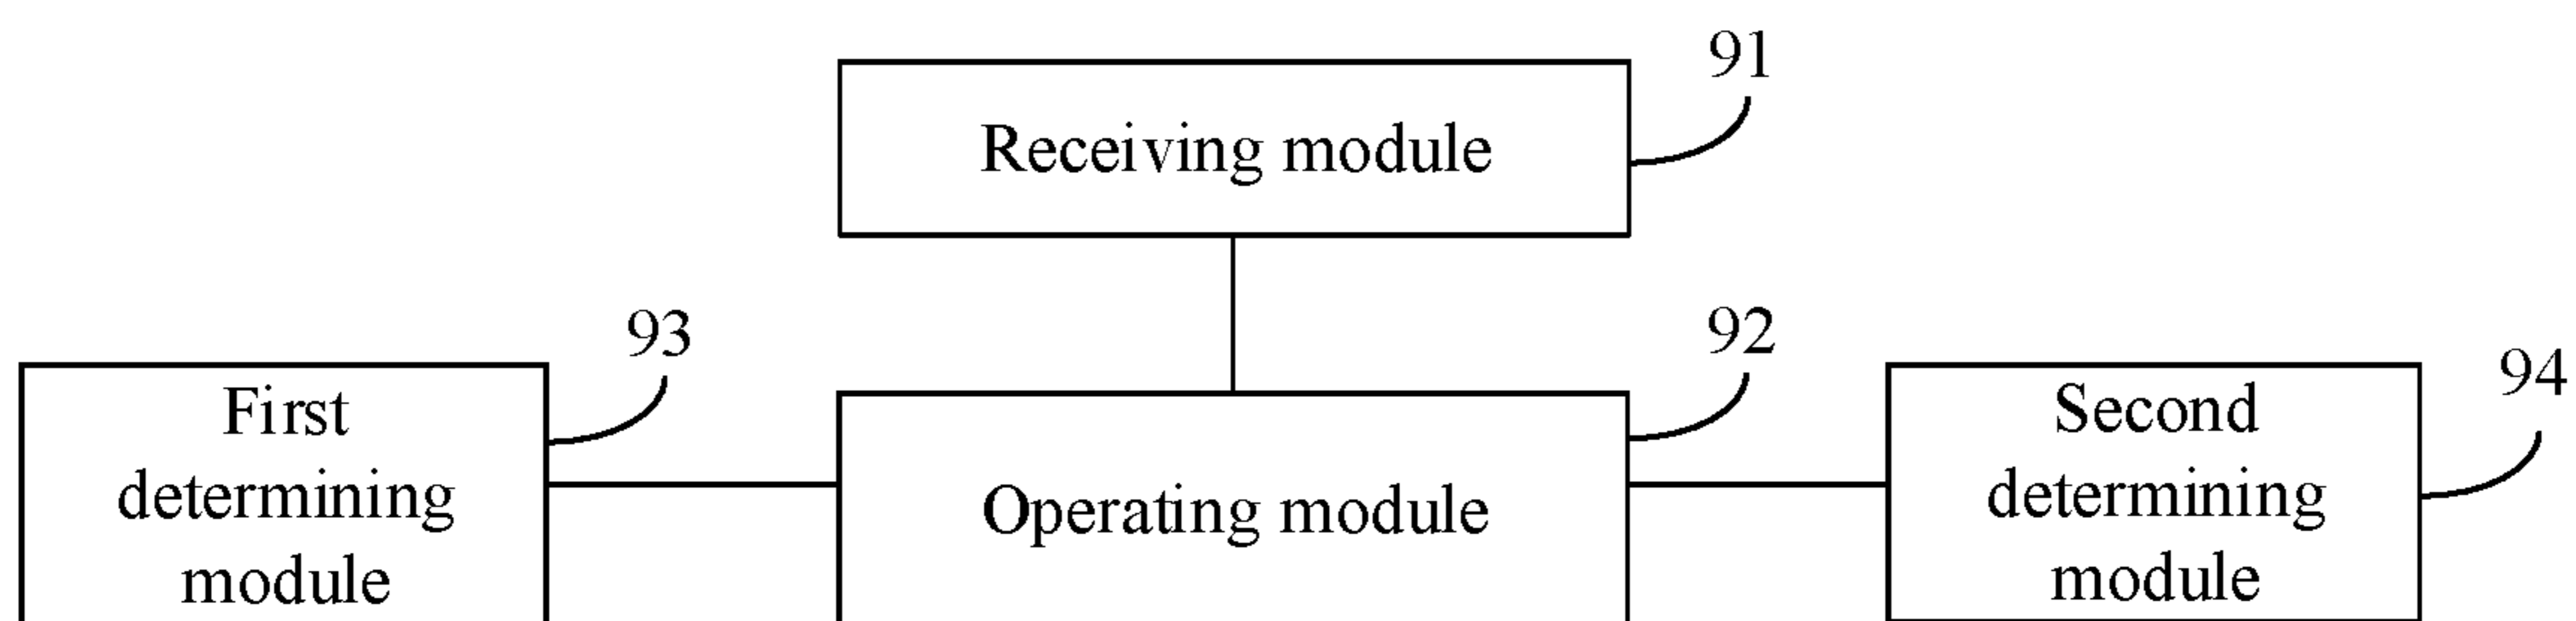 91
Receiving module
93
First
determining
module
92
Operating module
94
Second
determining
module